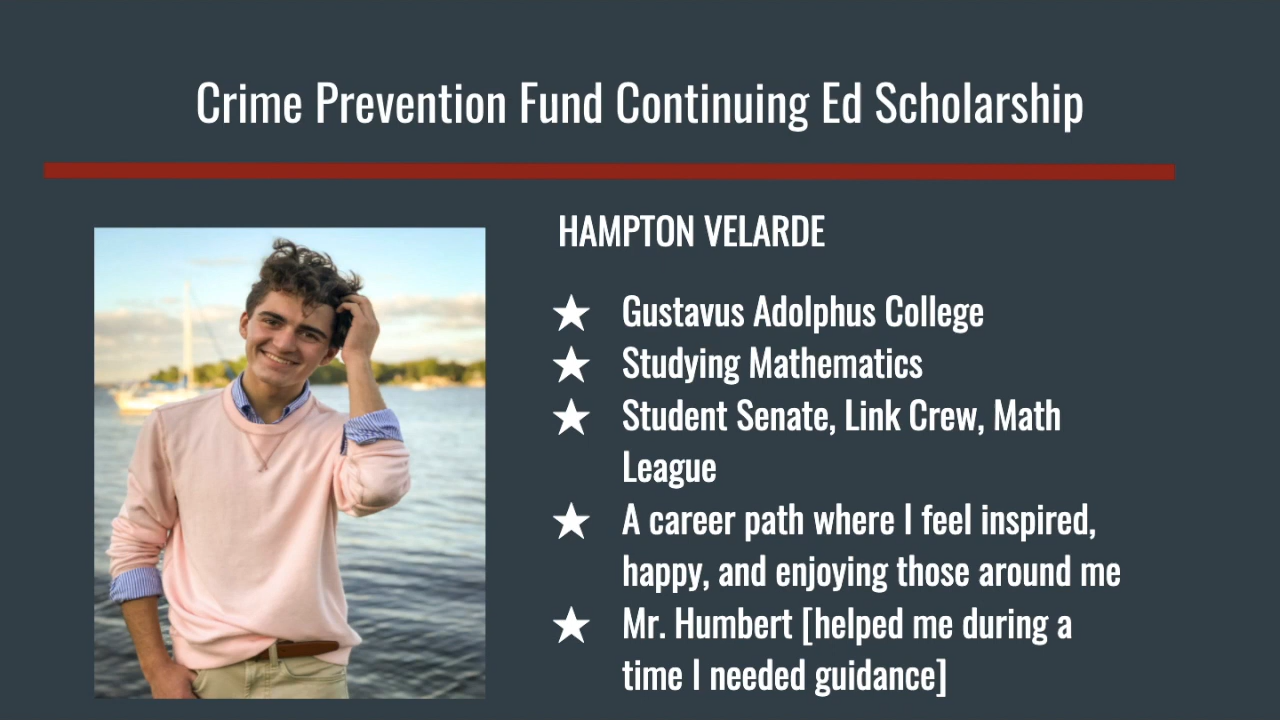 Crime Prevention Fund Continuing Ed Scholarship
HAMPTON VELARDE
★ Gustavus Adolphus College
★ Studying Mathematics
★ Student Senate, Link Crew, Math
League
★ A career path where I feel inspired,
happy, and enjoying those around me
★ Mr. Humbert [helped me during a
time I needed guidance]